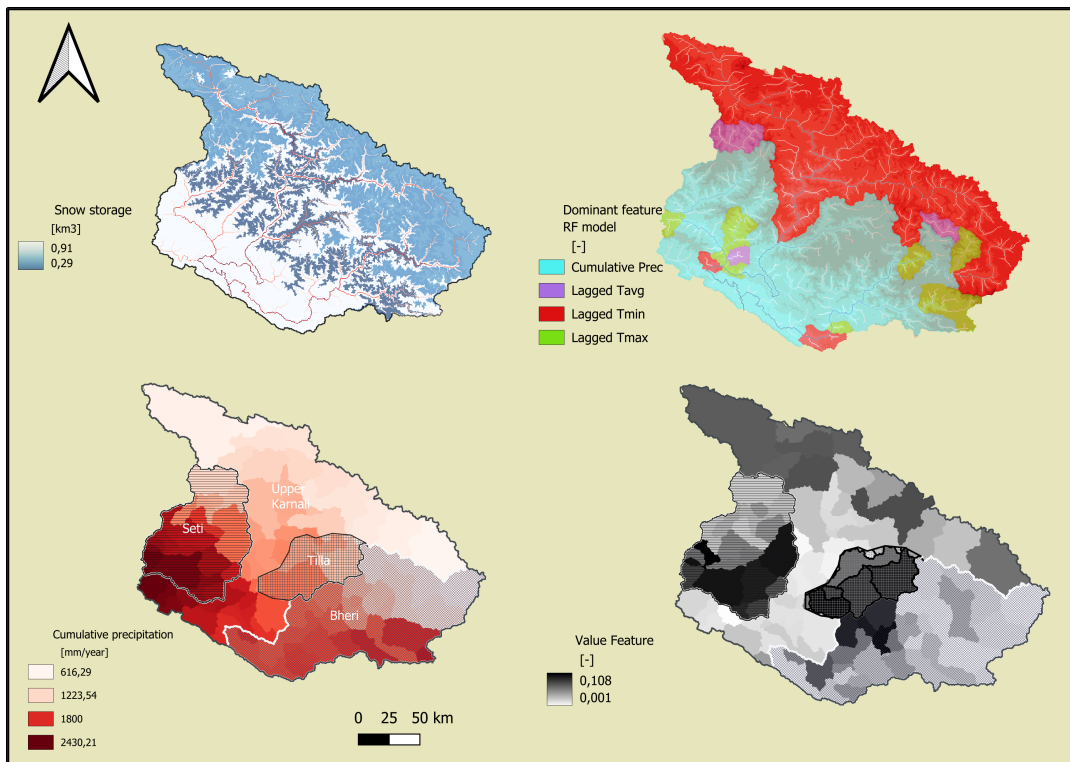 Snow storage
[km3]
0,91
0,29
Dominant feature
RF model
[-]
Cumulative Prec
Lagged Tavg
Lagged Tmin
Lagged Tmax
Upper
Karnali
Seti
Tilla
Bheri
Cumulative precipitation
[mm/year]
616,29
1223,54
1800
2430,21
0 25 50 km
Value Feature
[-]
0,108
0,001